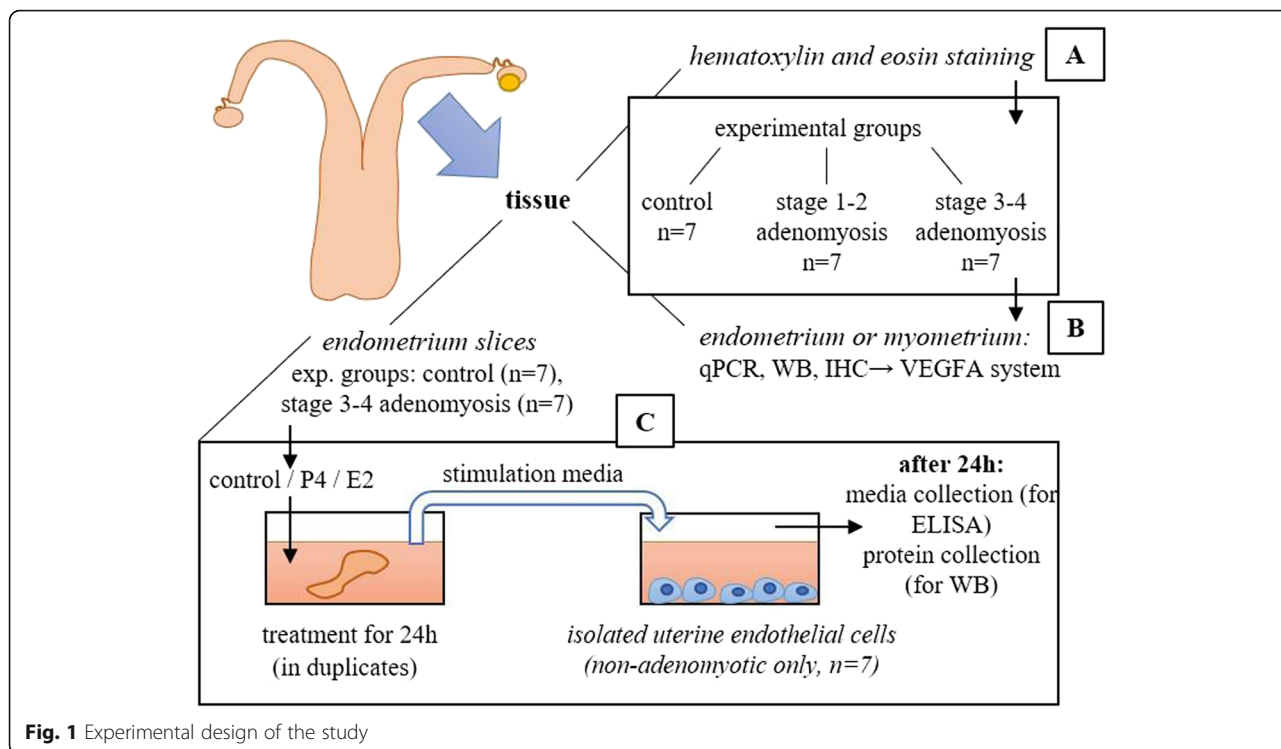 hematoxylin and eosin staining
A
experimental groups
control
n=7
stage 1-2
adenomyosis
n=7
stage 3-4
adenomyosis
n=7
tissue
B
endometrium or myometrium:
qPCR, WB, IHC→ VEGFA system
endometrium slices
exp. groups: control (n=7),
stage 3-4 adenomyosis (n=7)
C
control / P4 / E2
stimulation media
after 24h:
media collection (for
ELISA)
protein collection
(for WB)
treatment for 24h
(in duplicates)
isolated uterine endothelial cells
(non-adenomyotic only, n=7)
Fig. 1 Experimental design of the study